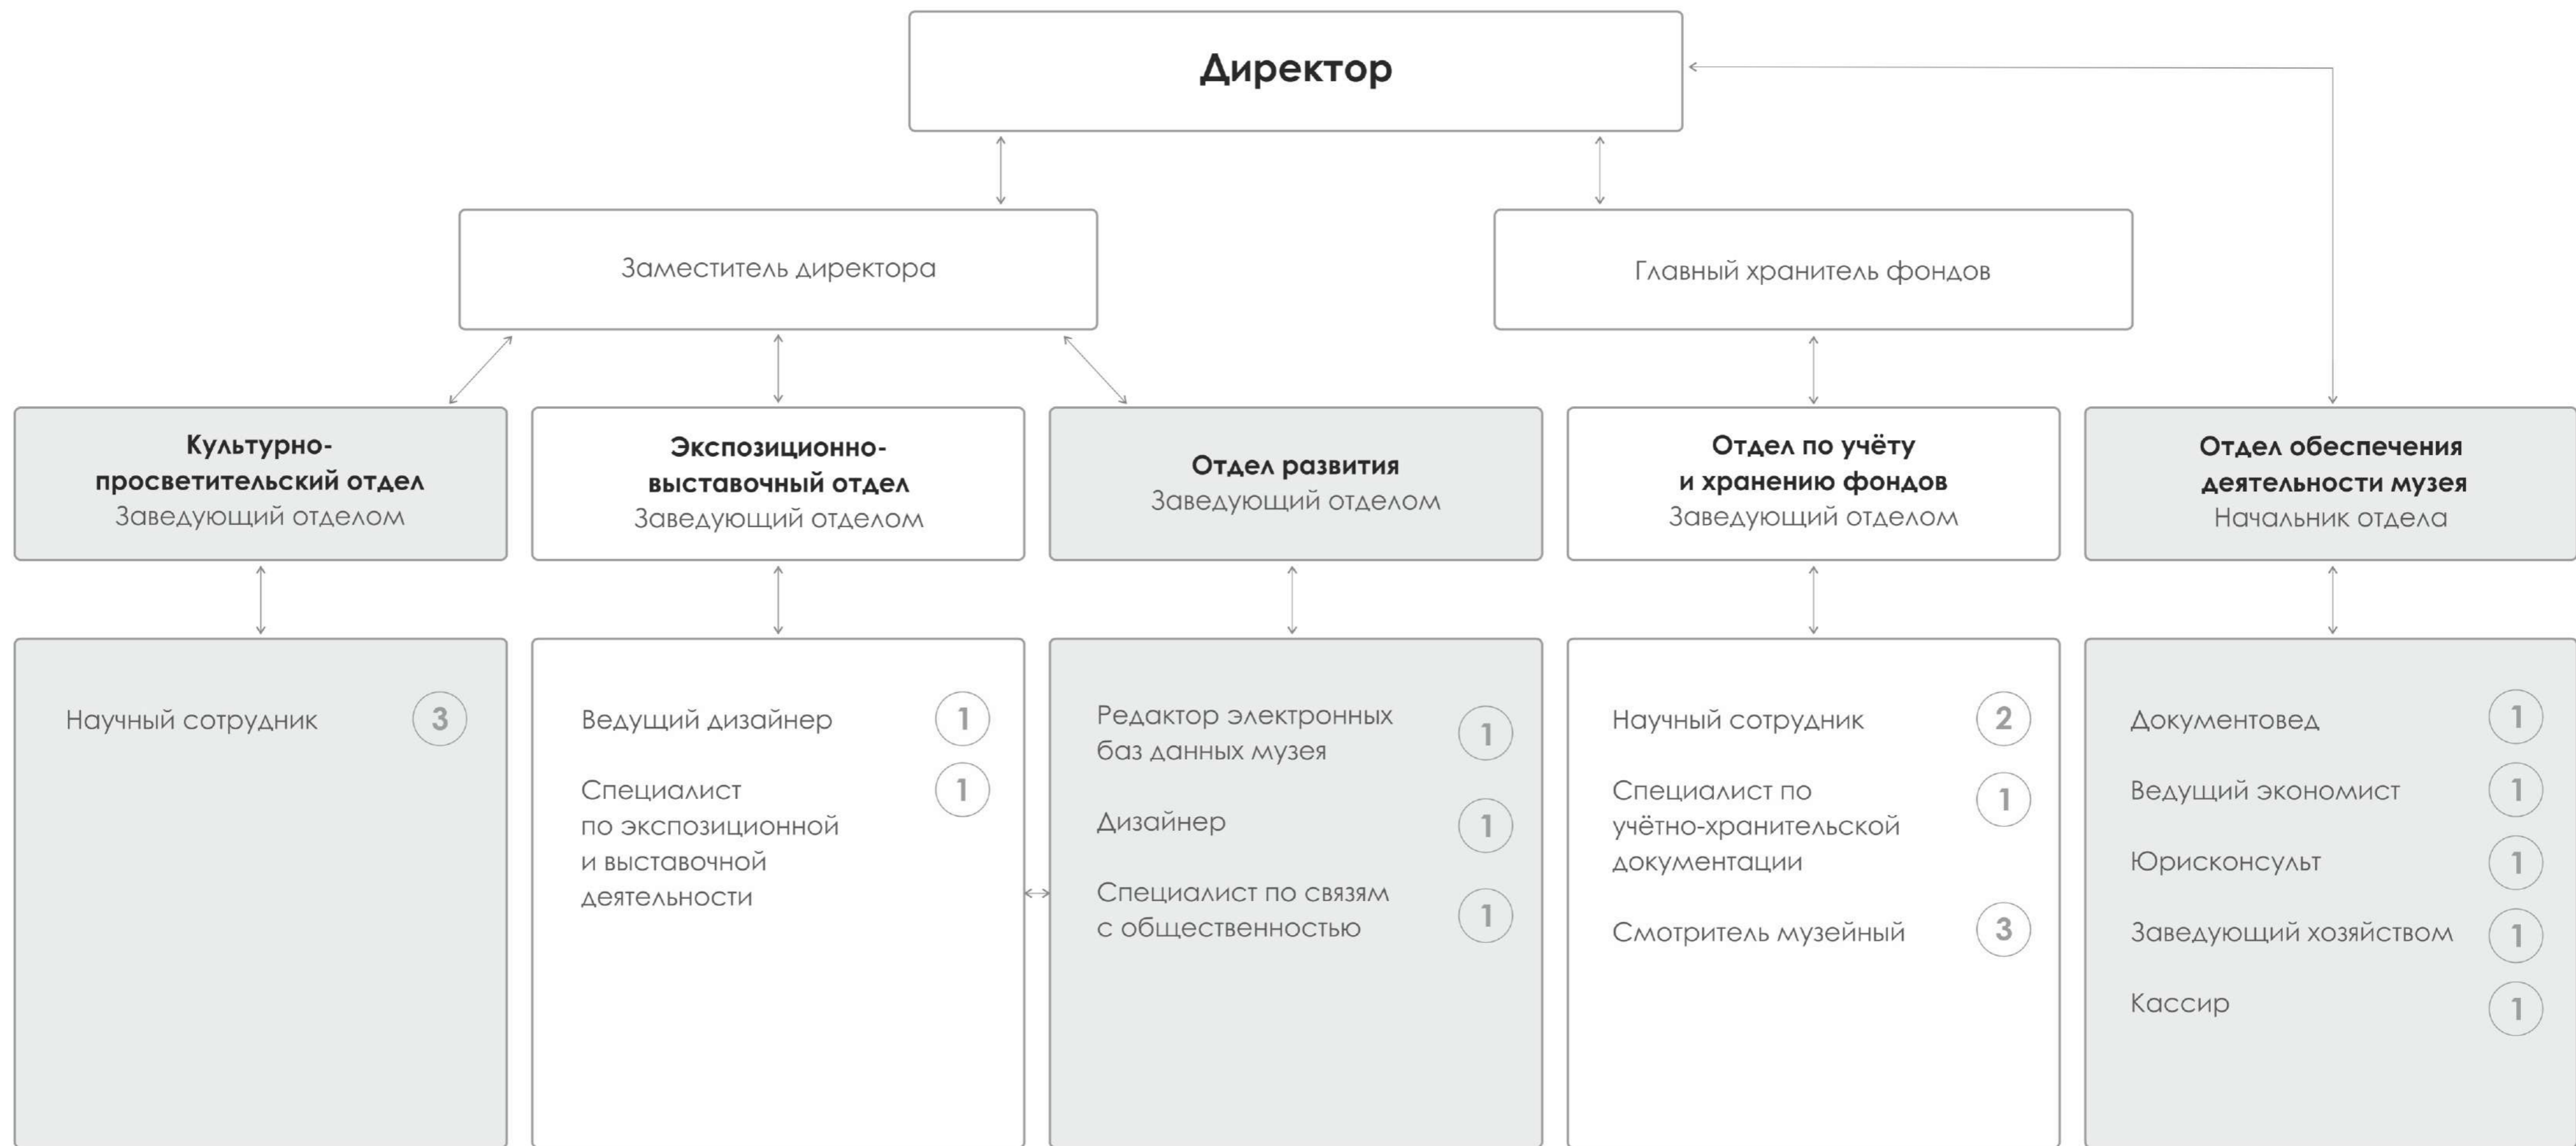 Директор
Заместитель директора
Главный хранитель фондов
Культурно-
просветительский отдел
Заведующий отделом
Экспозиционно-
выставочный отдел
Заведующий отделом
Отдел развития
Заведующий отделом
Отдел по учёту
и хранению фондов
Заведующий отделом
Отдел обеспечения
деятельности музея
Начальник отдела
Научный сотрудник 3
Ведущий дизайнер 1
Специалист 1
по экспозиционной
и выставочной
деятельности
Редактор электронных
баз данных музея 1
Дизайнер 1
Специалист по связям
с общественностью 1
Научный сотрудник 2
Специалист по 1
учётно-хранительской
документации
Смотритель музейный 3
Документовед 1
Ведущий экономист 1
Юрисконсульт 1
Заведующий хозяйством 1
Кассир 1